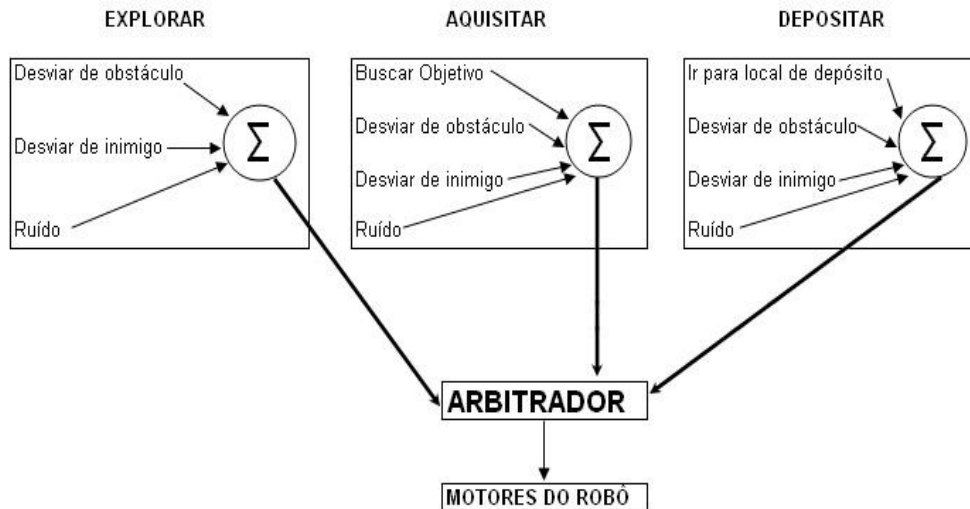 EXPLORAR
AQUISITAR
DEPOSITAR
Desviar de obstáculo
Desviar de inimigo
Ruído
Σ
Buscar Objetivo
Desviar de obstáculo
Desviar de inimigo
Ruído
Σ
Ir para local de depósito
Desviar de obstáculo
Desviar de inimigo
Ruído
Σ
ARBITRADOR
MOTORES DO ROBÔ